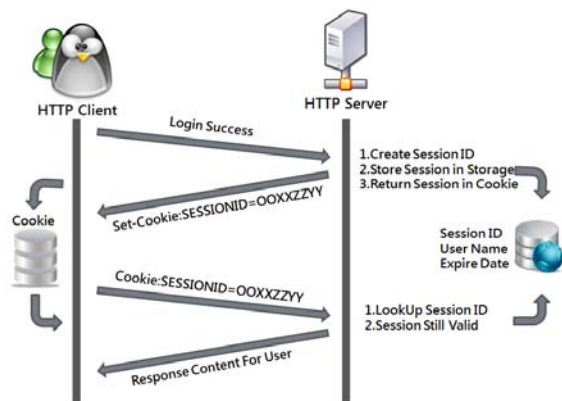 HTTP Client
HTTP Server
Login Success
1.Create Session ID
2.Store Session in Storage
3.Return Session in Cookie
Set-Cookie:SESSIONID=OOXXZZYY
Cookie
Session ID
User Name
Expire Date
Cookie:SESSIONID=OOXXZZYY
1.LookUp Session ID
2.Session Still Valid
Response Content For User